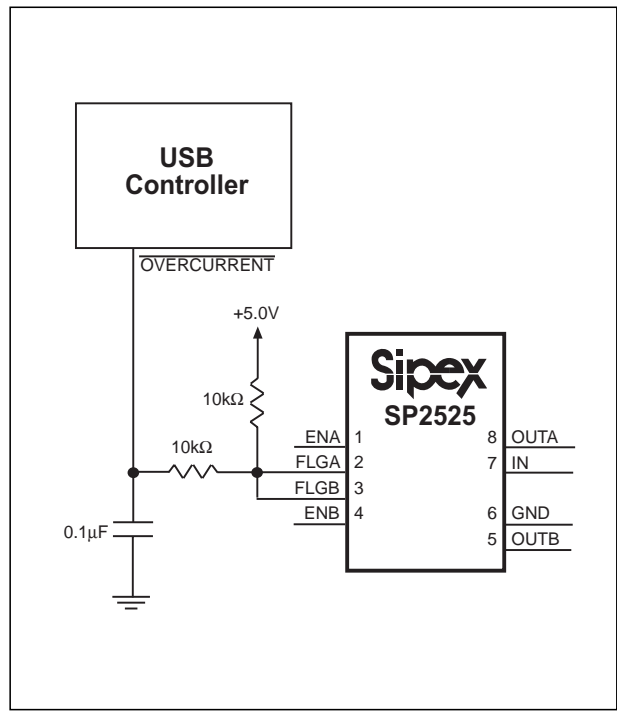 USB
Controller
OVERCURRENT
+5.0V
10kΩ
10kΩ
0.1μF
Sipex
SP2525
ENA 1
FLGA 2
FLGB 3
ENB 4
8 OUTA
7 IN
6 GND
5 OUTB